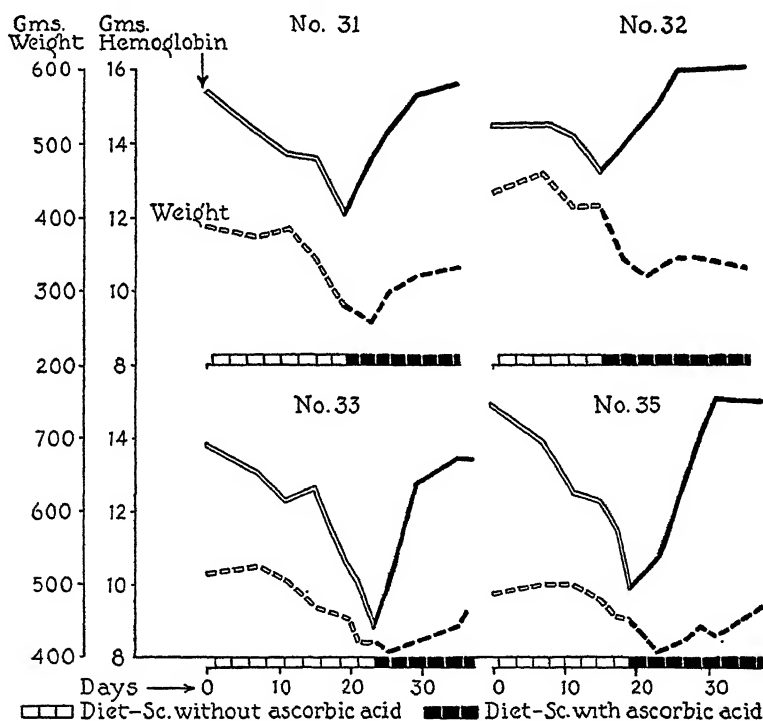 Gms. Gms. No. 31 No. 32
Weight Hemoglobin
600 16
500 14
Weight
400 12
300 10
200 8
No. 33 No. 35
700 14
600 12
500 10
400 8
Days 0 10 20 30 0 10 20 30
Diet-Sc. without ascorbic acid Diet-Sc. with ascorbic acid